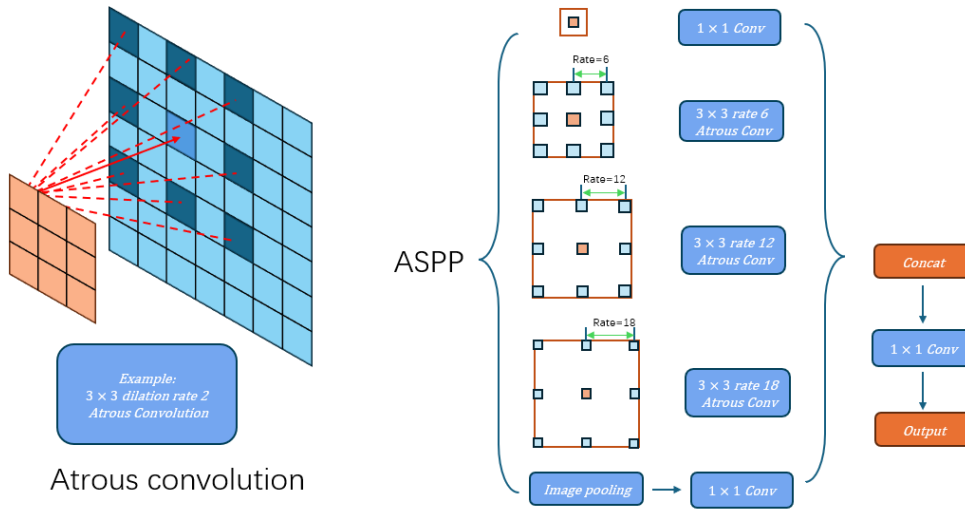 Example:
3 × 3 dilation rate 2
Atrous Convolution
Atrous convolution
ASPP
1 × 1 Conv
Rate=6
3 × 3 rate 6
Atrous Conv
Rate=12
3 × 3 rate 12
Atrous Conv
Rate=18
3 × 3 rate 18
Atrous Conv
Image pooling
1 × 1 Conv
Concat
1 × 1 Conv
Output